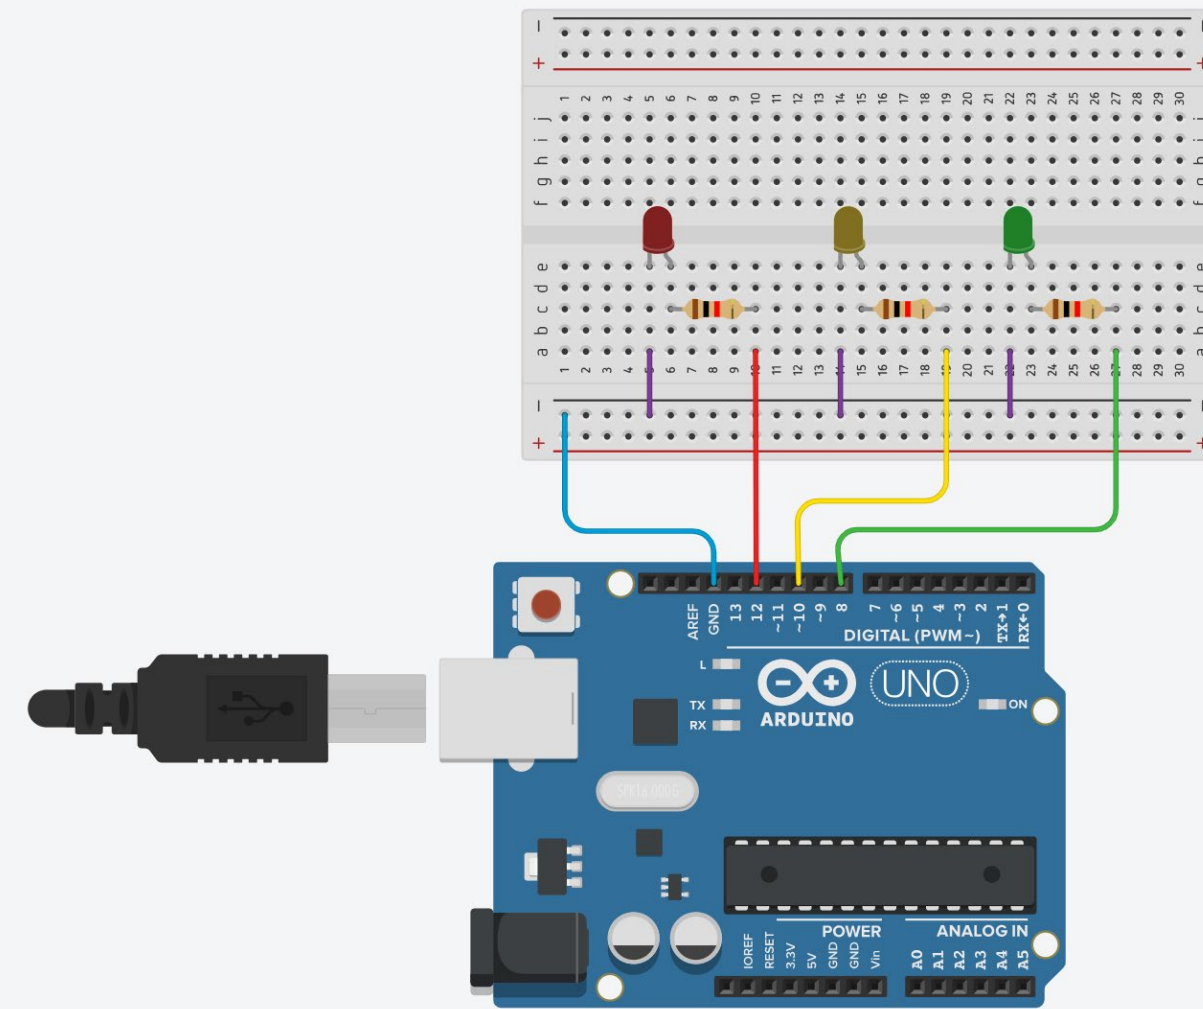 − −
+ +
1 2 3 4 5 6 7 8 9 10 11 12 13 14 15 16 17 18 19 20 21 22 23 24 25 26 27 28 29 30
j j
i i
h h
g g
f f
e e
d d
c c
b b
a a
1 2 3 4 5 6 7 8 9 10 11 12 13 14 15 16 17 18 19 20 21 22 23 24 25 26 27 28 29 30
− −
+ +
AREF GND 13 12 ~11 ~10 ~9 8 7 ~6 ~5 4 ~3 2 TX→1 RX←0
DIGITAL (PWM~)
L
TX
RX
ARDUINO
UNO
ON
SPK16.000G
POWER
ANALOG IN
IOREF RESET 3.3V 5V GND GND Vin A0 A1 A2 A3 A4 A5